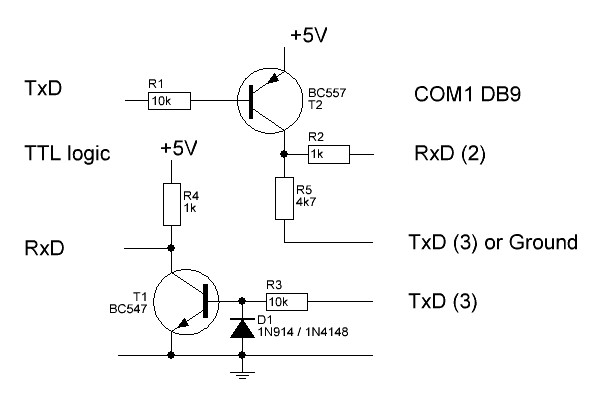 +5V
TxD
R1
10k
BC557
T2
COM1 DB9
R2
1k
RxD (2)
TTL logic
+5V
R4
1k
R5
4k7
RxD
TxD (3) or Ground
T1
BC547
R3
10k
TxD (3)
D1
1N914 / 1N4148